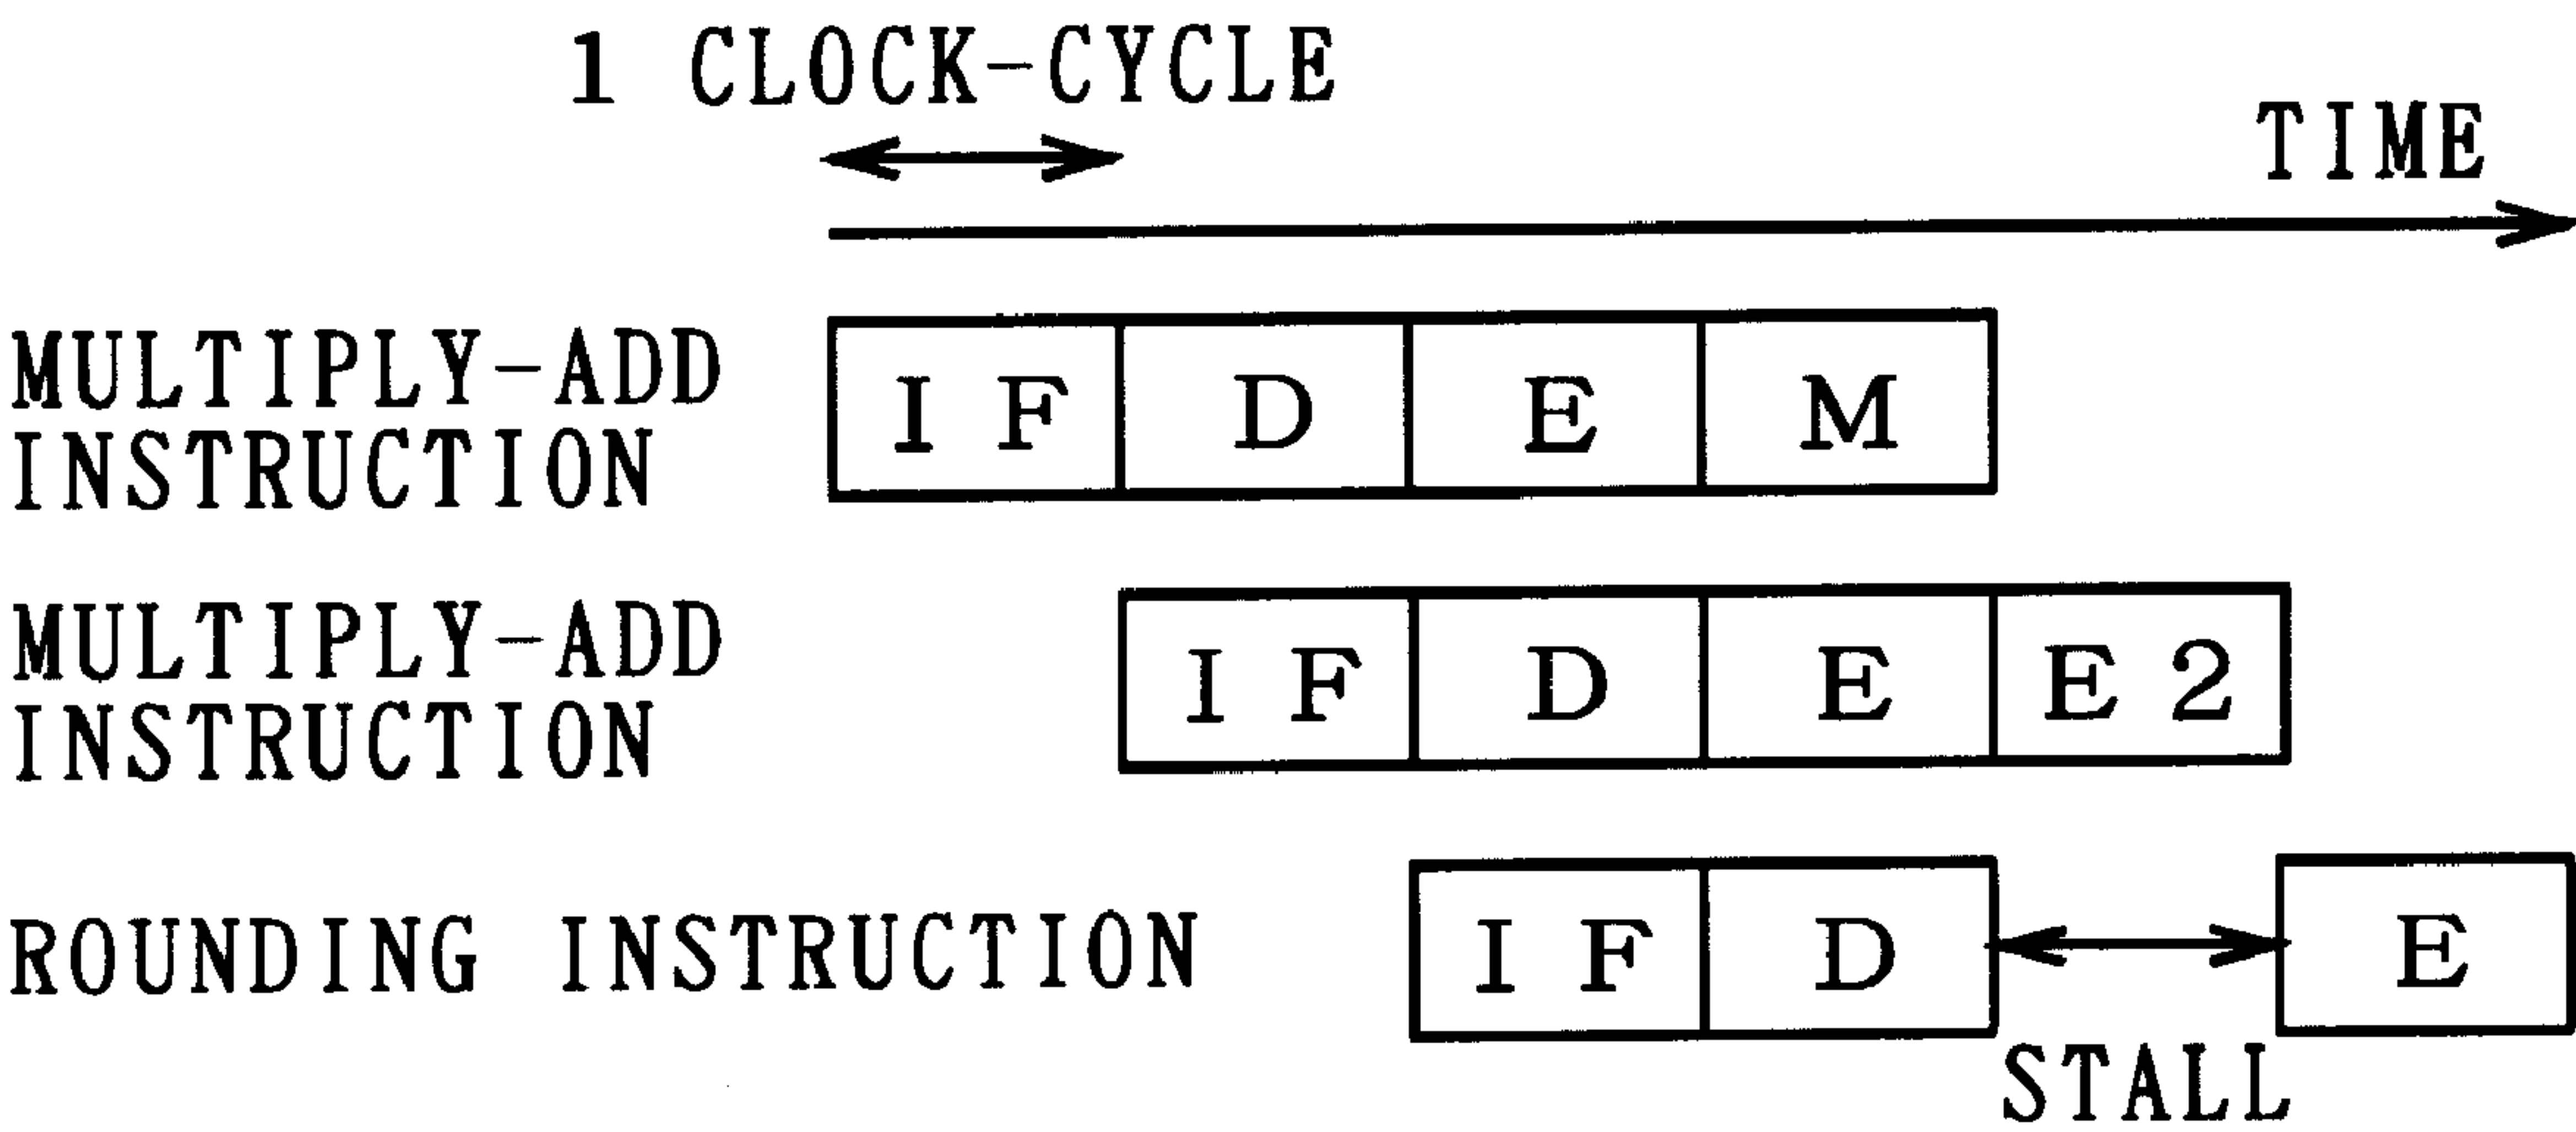 1 CLOCK-CYCLE
TIME
MULTIPLY-ADD
INSTRUCTION
IF D E M
MULTIPLY-ADD
INSTRUCTION
IF D E E2
ROUNDING INSTRUCTION
IF D E
STALL